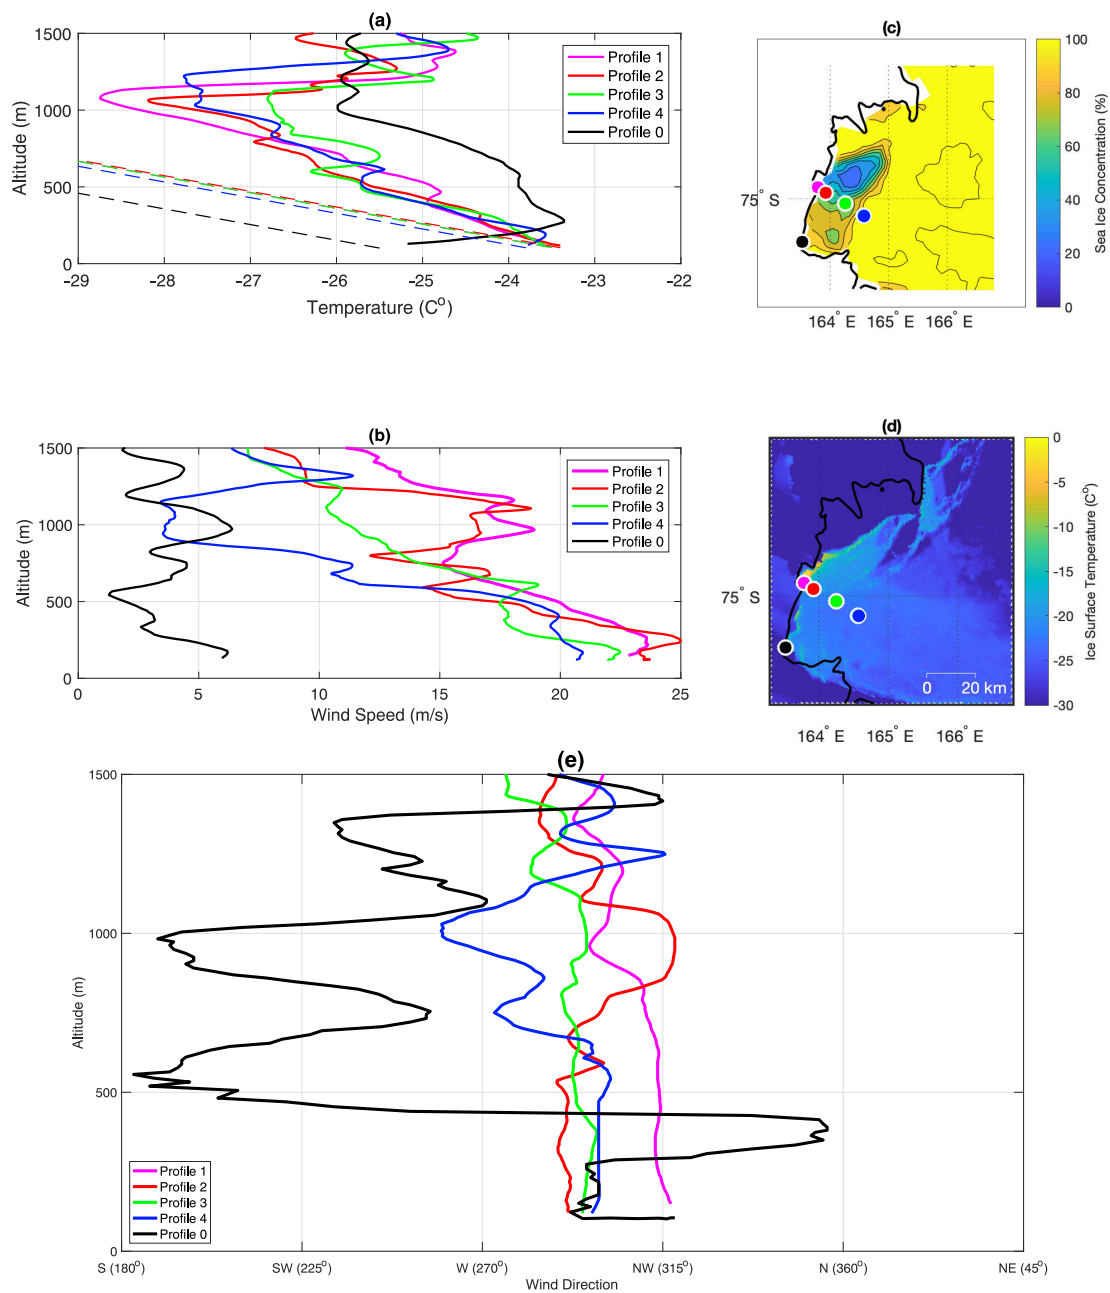 (a)
1500
1000
500
0
Altitude (m)
-29
-28
-27
-26
-25
-24
-23
-22
Temperature (C°)
Profile 1
Profile 2
Profile 3
Profile 4
Profile 0
(c)
75° S
164° E
165° E
166° E
100
80
60
40
20
0
Sea Ice Concentration (%)
(b)
1500
1000
500
0
Altitude (m)
0
5
10
15
20
25
Wind Speed (m/s)
Profile 1
Profile 2
Profile 3
Profile 4
Profile 0
(d)
75° S
0 20 km
164° E
165° E
166° E
0
-5
-10
-15
-20
-25
-30
Ice Surface Temperature (C°)
(e)
1500
1000
500
0
Altitude (m)
Profile 1
Profile 2
Profile 3
Profile 4
Profile 0
S (180°)
SW (225°)
W (270°)
NW (315°)
N (360°)
NE (45°)
Wind Direction